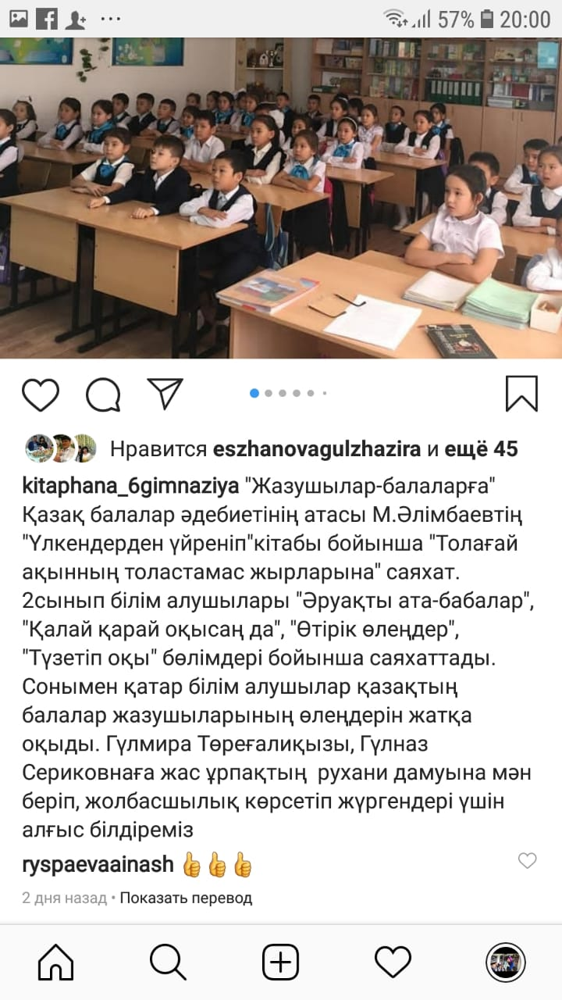 57% 20:00
Нравится eszhanovagulzhazira и ещё 45
kitaphana_6gimnaziya "Жазушылар-балаларға"
Қазақ балалар әдебиетінің атасы М.Әлімбаевтің
"Үлкендерден үйреніп"кітабы бойынша "Толағай
ақынның толастамас жырларына" саяхат.
2сынып білім алушылары "Әруақты ата-бабалар",
"Қалай қарай оқысаң да", "Өтірік өлеңдер",
"Түзетіп оқы" бөлімдері бойынша саяхаттады.
Сонымен қатар білім алушылар қазақтың
балалар жазушыларының өлеңдерін жатқа
оқыды. Гүлмира Төреғалиқызы, Гүлназ
Сериковнаға жас ұрпақтың  рухани дамуына мән
беріп, жолбасшылық көрсетіп жүргендері үшін
алғыс білдіреміз
ryspaevaainash 👍👍👍
2 дня назад • Показать перевод